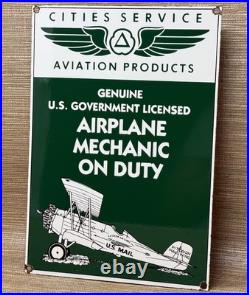 CITIES SERVICE
AVIATION PRODUCTS
GENUINE
U.S. GOVERNMENT LICENSED
AIRPLANE
MECHANIC
ON DUTY
U.S. MAIL